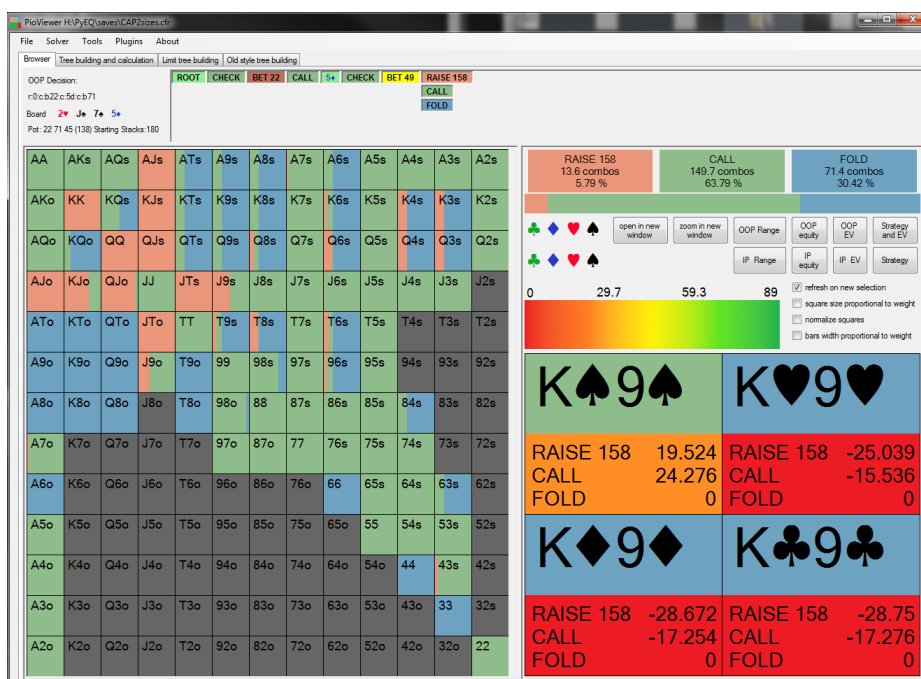 PioViewer H:\PyEQ\saves\CAP2sizes.cfr
File Solver Tools Plugins About
Browser Tree building and calculation Limit tree building Old style tree building
OOP Decision:
r:0:c:b22:c:5d:c:b71
Board 2♥ J♠ 7♠ 5♦
Pot: 22 71 45 (138) Starting Stacks:180
ROOT CHECK BET 22 CALL 5♦ CHECK BET 49 RAISE 158
CALL
FOLD
AA AKs AQs AJs ATs A9s A8s A7s A6s A5s A4s A3s A2s
AKo KK KQs KJs KTs K9s K8s K7s K6s K5s K4s K3s K2s
AQo KQo QQ QJs QTs Q9s Q8s Q7s Q6s Q5s Q4s Q3s Q2s
AJo KJo QJo JJ JTs J9s J8s J7s J6s J5s J4s J3s J2s
ATo KTo QTo JTo TT T9s T8s T7s T6s T5s T4s T3s T2s
A9o K9o Q9o J9o T9o 99 98s 97s 96s 95s 94s 93s 92s
A8o K8o Q8o J8o T8o 98o 88 87s 86s 85s 84s 83s 82s
A7o K7o Q7o J7o T7o 97o 87o 77 76s 75s 74s 73s 72s
A6o K6o Q6o J6o T6o 96o 86o 76o 66 65s 64s 63s 62s
A5o K5o Q5o J5o T5o 95o 85o 75o 65o 55 54s 53s 52s
A4o K4o Q4o J4o T4o 94o 84o 74o 64o 54o 44 43s 42s
A3o K3o Q3o J3o T3o 93o 83o 73o 63o 53o 43o 33 32s
A2o K2o Q2o J2o T2o 92o 82o 72o 62o 52o 42o 32o 22
RAISE 158 CALL FOLD
13.6 combos 149.7 combos 71.4 combos
5.79 % 63.79 % 30.42 %
♣ ♦ ♥ ♠ open in new window zoom in new window OOP Range OOP equity OOP EV Strategy and EV
♣ ♦ ♥ ♠ IP Range IP equity IP EV Strategy
0 29.7 59.3 89
refresh on new selection
square size proportional to weight
normalize squares
bars width proportional to weight
K♠9♠ K♥9♥
RAISE 158 19.524 RAISE 158 -25.039
CALL 24.276 CALL -15.536
FOLD 0 FOLD 0
K♦9♦ K♣9♣
RAISE 158 -28.672 RAISE 158 -28.75
CALL -17.254 CALL -17.276
FOLD 0 FOLD 0